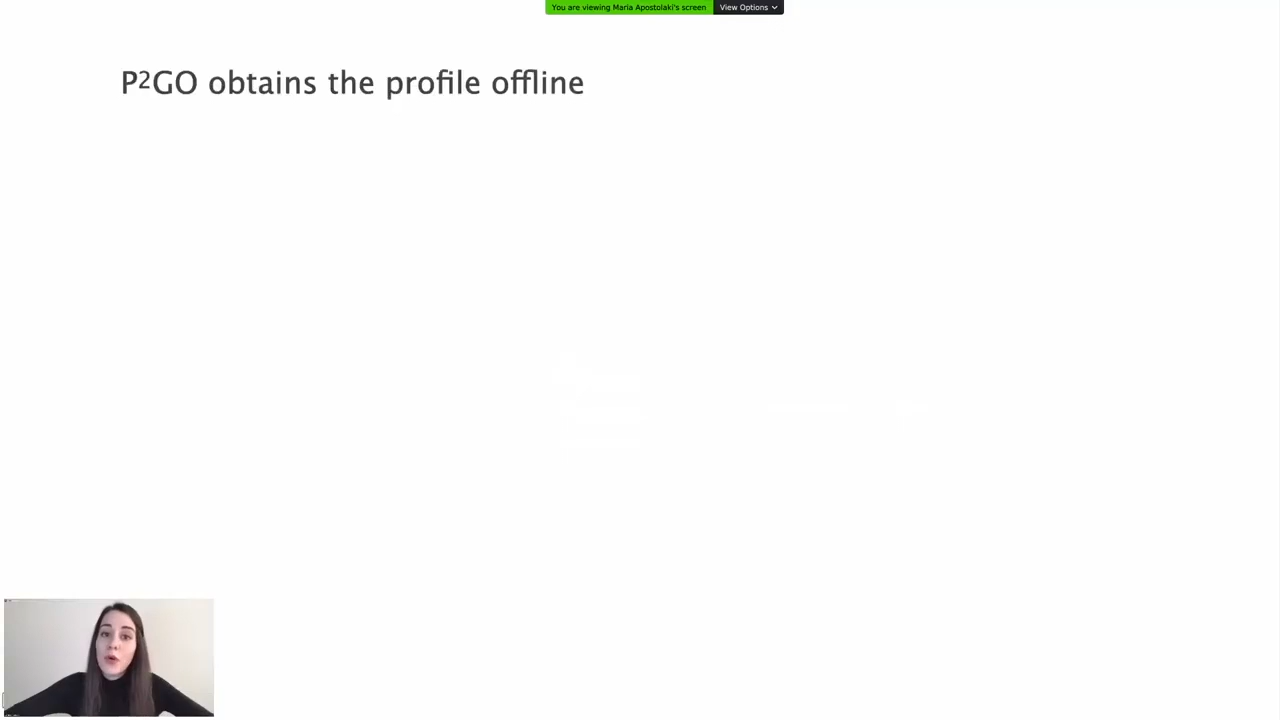 You are viewing Maria Apostolaki's screen View Options
P²GO obtains the profile offline